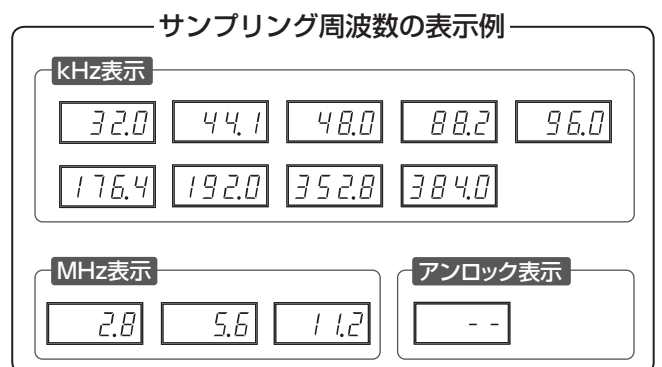 サンプリング周波数の表示例
kHz表示
32.0 44.1 48.0 88.2 96.0
176.4 192.0 352.8 384.0
MHz表示 アンロック表示
2.8 5.6 11.2 - -